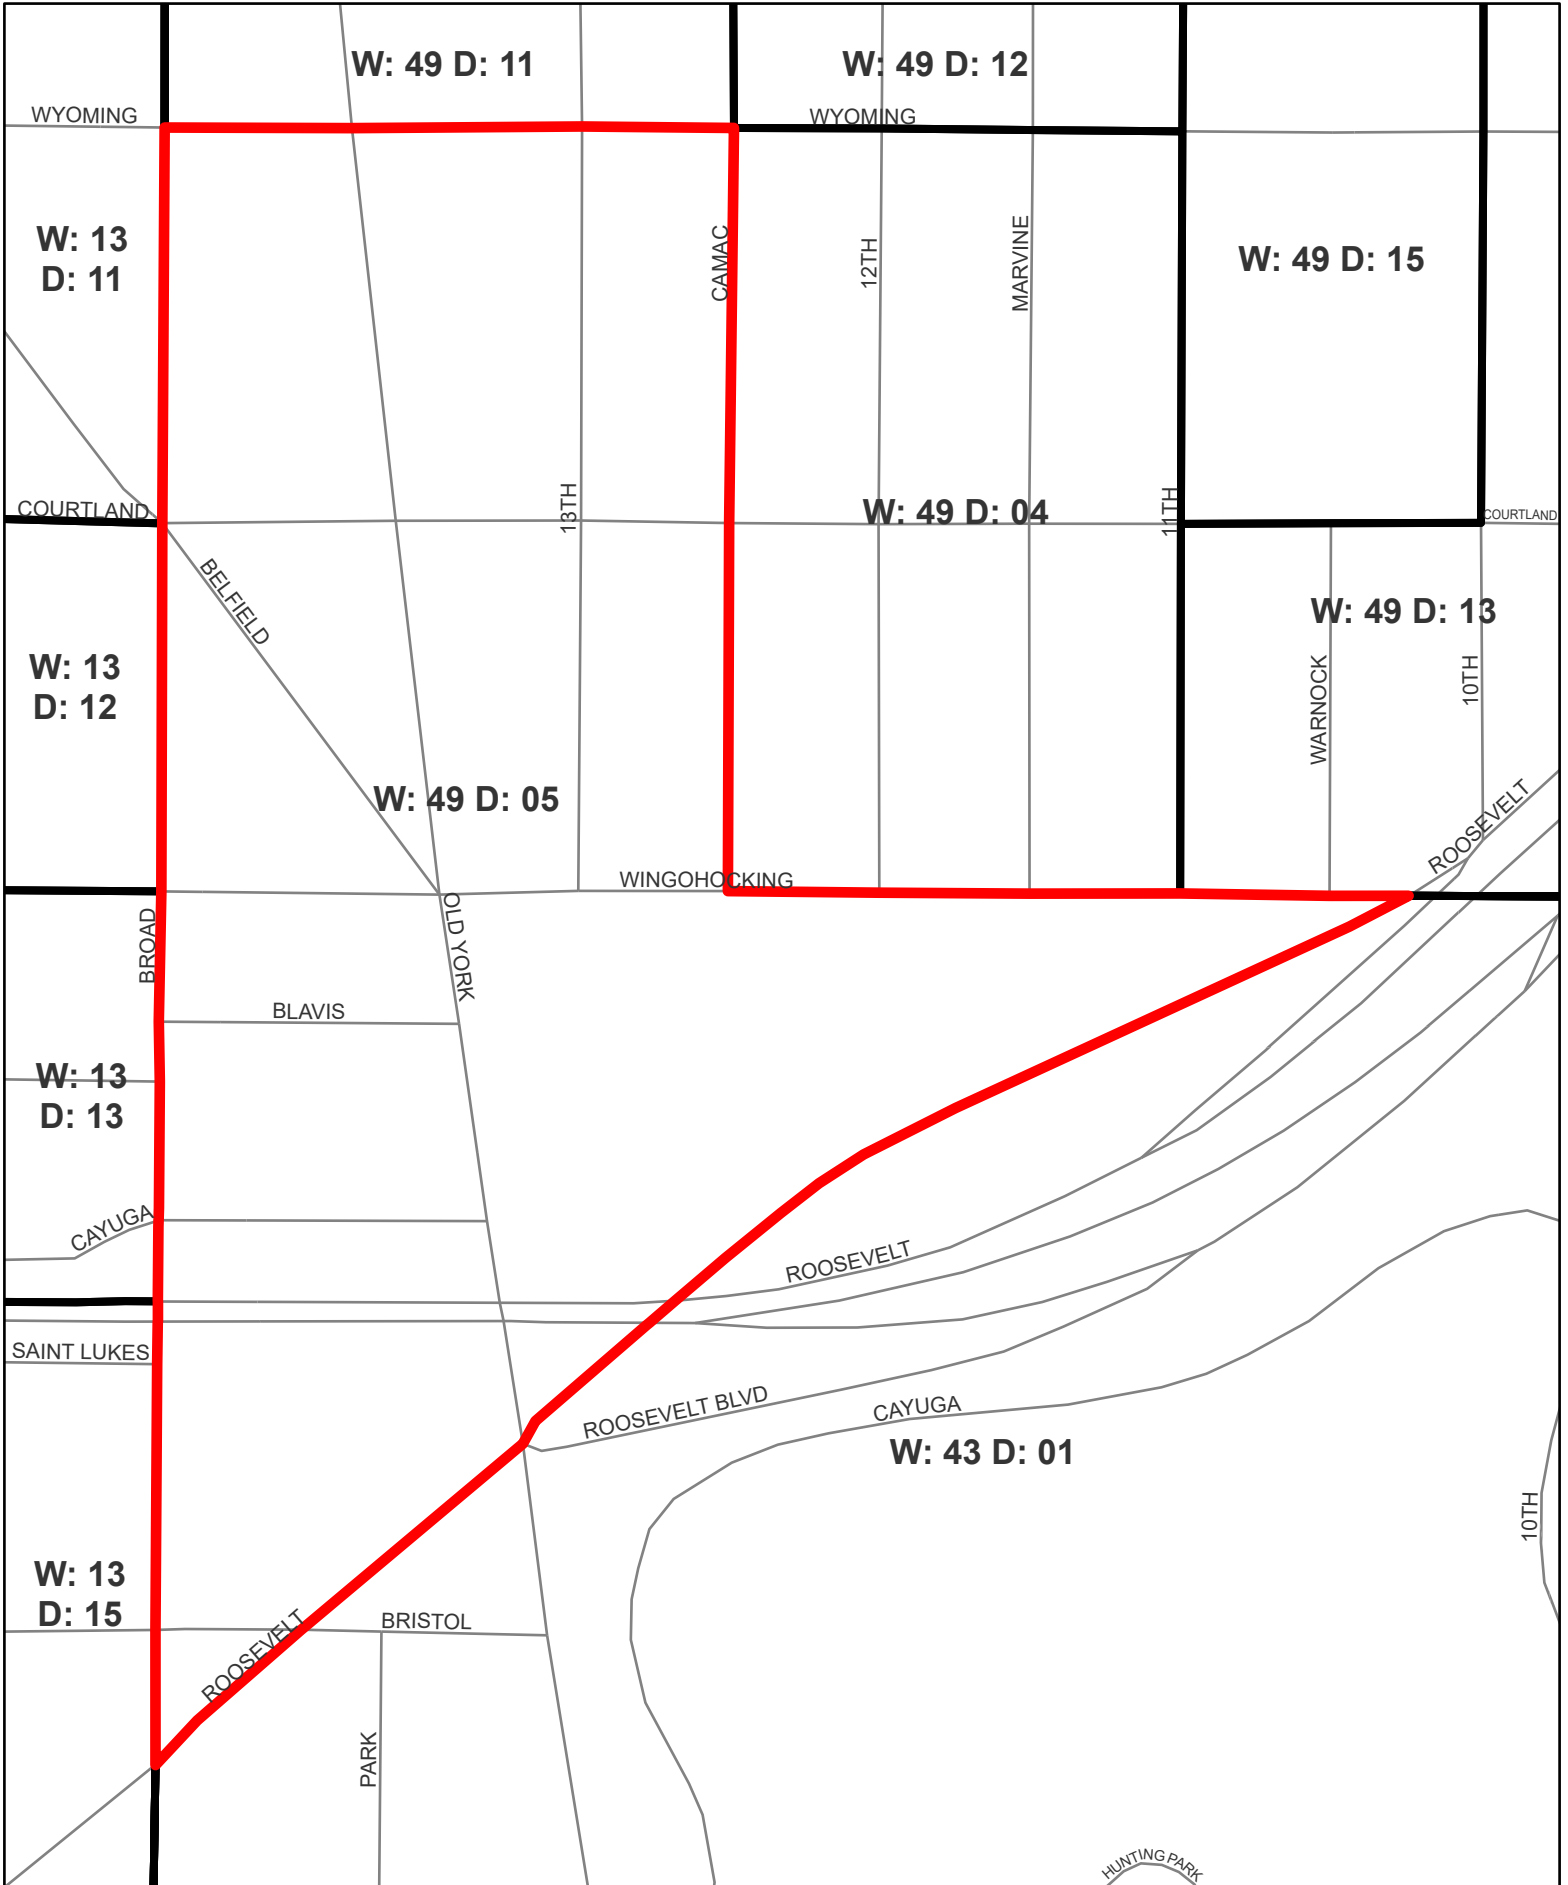 W: 49 D: 11
W: 49 D: 12
WYOMING
WYOMING
W: 13
D: 11
CAMAC
12TH
MARVINE
W: 49 D: 15
COURTLAND
13TH
W: 49 D: 04
11TH
COURTLAND
BELFIELD
W: 49 D: 13
W: 13
D: 12
WARNOCK
10TH
W: 49 D: 05
ROOSEVELT
WINGOHOCKING
BROAD
OLD YORK
BLAVIS
W: 13
D: 13
CAYUGA
ROOSEVELT
SAINT LUKES
ROOSEVELT BLVD
CAYUGA
W: 43 D: 01
10TH
W: 13
D: 15
ROOSEVELT
BRISTOL
PARK
HUNTING PARK